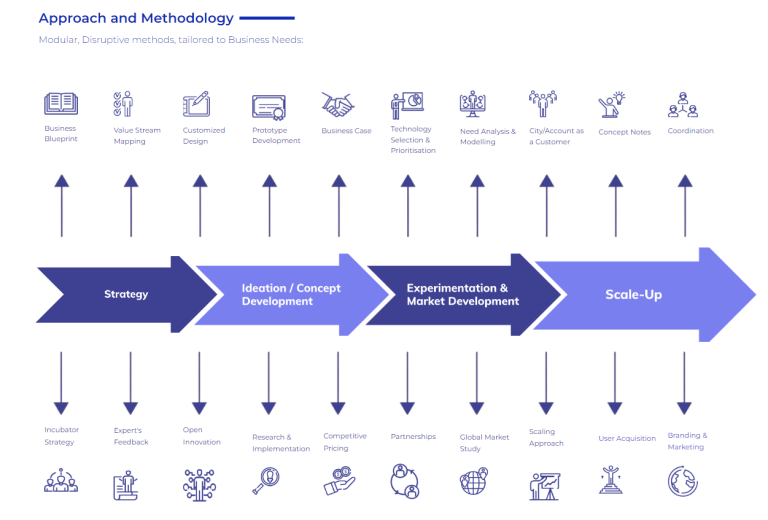 Approach and Methodology
Modular, Disruptive methods, tailored to Business Needs:
Business
Blueprint
Value Stream
Mapping
Customized
Design
Prototype
Development
Business Case
Technology
Selection &
Prioritisation
Need Analysis &
Modelling
City/Account as
a Customer
Concept Notes
Coordination
Strategy
Ideation / Concept
Development
Experimentation &
Market Development
Scale-Up
Incubator
Strategy
Expert's
Feedback
Open
Innovation
Research &
Implementation
Competitive
Pricing
Partnerships
Global Market
Study
Scaling
Approach
User Acquisition
Branding &
Marketing